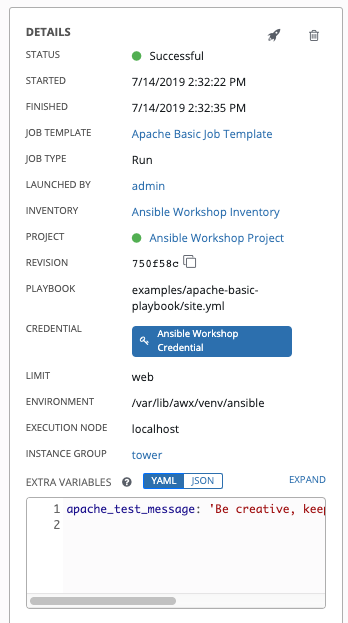 DETAILS
STATUS Successful
STARTED 7/14/2019 2:32:22 PM
FINISHED 7/14/2019 2:32:35 PM
JOB TEMPLATE Apache Basic Job Template
JOB TYPE Run
LAUNCHED BY admin
INVENTORY Ansible Workshop Inventory
PROJECT Ansible Workshop Project
REVISION 750f58c
PLAYBOOK examples/apache-basic-
playbook/site.yml
CREDENTIAL Ansible Workshop
Credential
LIMIT web
ENVIRONMENT /var/lib/awx/venv/ansible
EXECUTION NODE localhost
INSTANCE GROUP tower
EXTRA VARIABLES ? YAML JSON EXPAND
1 apache_test_message: 'Be creative, keep
2